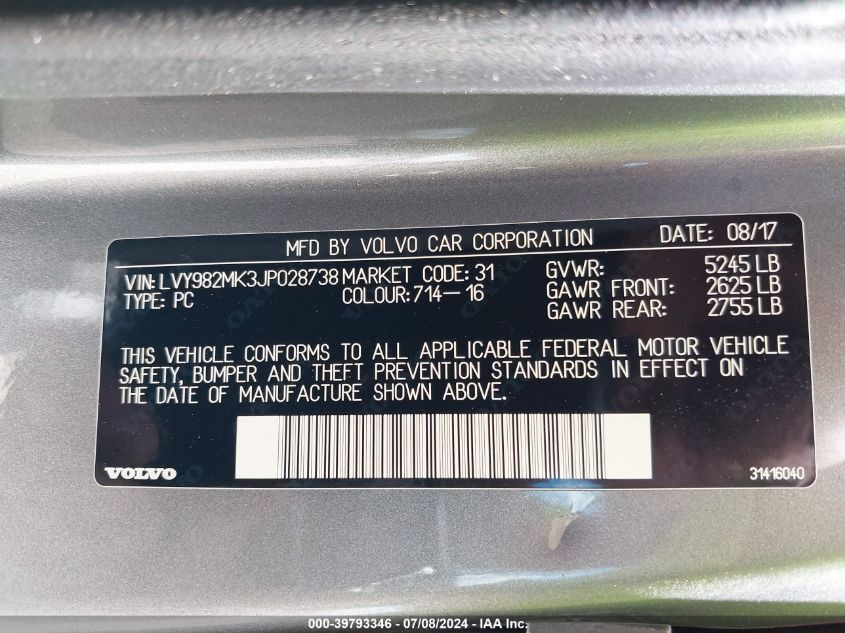 MFD BY VOLVO CAR CORPORATION DATE: 08/17
VIN: LVY982MK3JP028738 MARKET CODE: 31 GVWR: 5245 LB
TYPE: PC COLOUR: 714-16 GAWR FRONT: 2625 LB
GAWR REAR: 2755 LB
THIS VEHICLE CONFORMS TO ALL APPLICABLE FEDERAL MOTOR VEHICLE
SAFETY, BUMPER AND THEFT PREVENTION STANDARDS IN EFFECT ON
THE DATE OF MANUFACTURE SHOWN ABOVE.
VOLVO 31416040
000-39793346 / 07/08/2024 - IAA Inc.